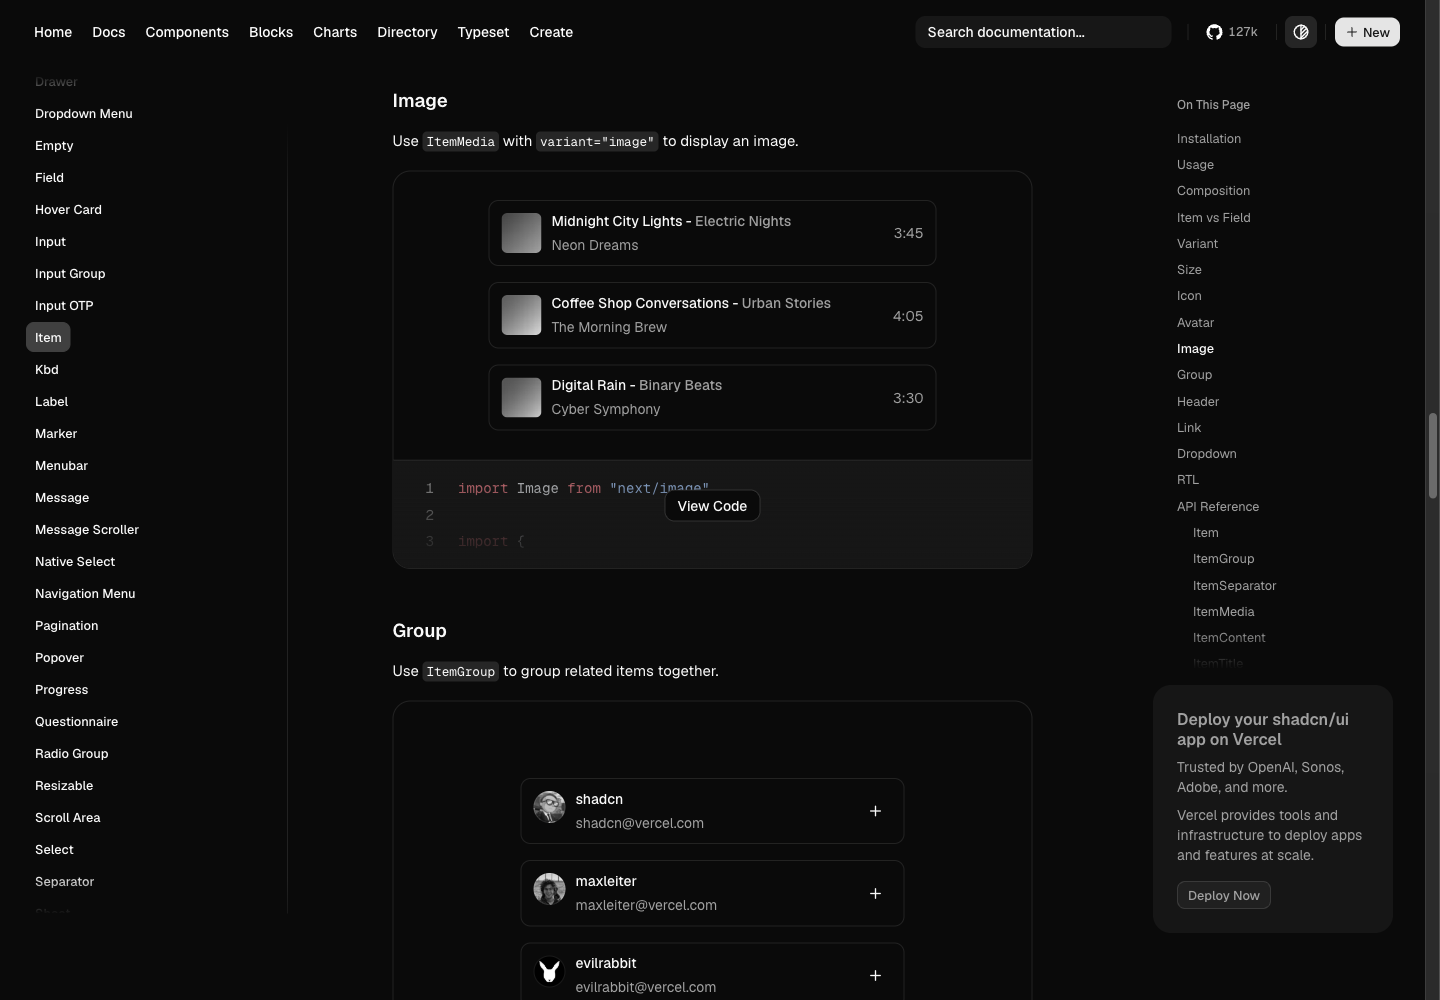 Home Docs Components Blocks Charts Directory Typeset Create
Search documentation...
127k
New
Drawer
Dropdown Menu
Empty
Field
Hover Card
Input
Input Group
Input OTP
Item
Kbd
Label
Marker
Menubar
Message
Message Scroller
Native Select
Navigation Menu
Pagination
Popover
Progress
Questionnaire
Radio Group
Resizable
Scroll Area
Select
Separator
Sheet
Image
Use ItemMedia with variant="image" to display an image.
Midnight City Lights - Electric Nights
Neon Dreams
3:45
Coffee Shop Conversations - Urban Stories
The Morning Brew
4:05
Digital Rain - Binary Beats
Cyber Symphony
3:30
1 import Image from "next/image"
2
3 import {
View Code
Group
Use ItemGroup to group related items together.
shadcn
shadcn@vercel.com
maxleiter
maxleiter@vercel.com
evilrabbit
evilrabbit@vercel.com
On This Page
Installation
Usage
Composition
Item vs Field
Variant
Size
Icon
Avatar
Image
Group
Header
Link
Dropdown
RTL
API Reference
Item
ItemGroup
ItemSeparator
ItemMedia
ItemContent
ItemTitle
Deploy your shadcn/ui
app on Vercel
Trusted by OpenAI, Sonos,
Adobe, and more.
Vercel provides tools and
infrastructure to deploy apps
and features at scale.
Deploy Now